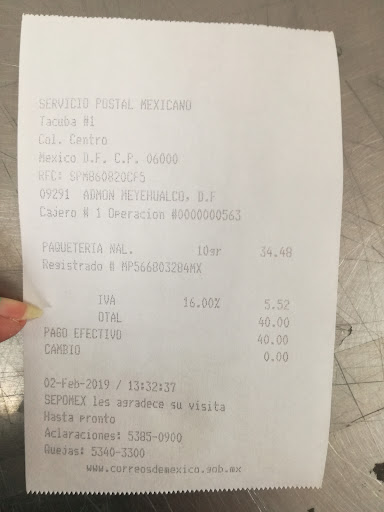 SERVICIO POSTAL MEXICANO
Tacuba #1
Col. Centro
Mexico D.F. C.P. 06000
RFC: SPM860820CF5
09291 ADMON MEYEHUALCO, D.F
Cajero # 1 Operacion #0000000563
PAQUETERIA NAL. 10gr 34.48
Registrado # MP566803284MX
IVA 16.00% 5.52
OTAL 40.00
PAGO EFECTIVO 40.00
CAMBIO 0.00
02-Feb-2019 / 13:32:37
SEPOMEX les agradece su visita
Hasta pronto
Aclaraciones: 5385-0900
Quejas: 5340-3300
www.correosdemexico.gob.mx